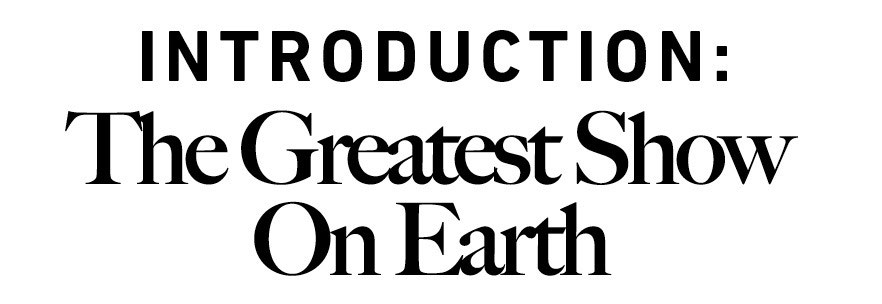 INTRODUCTION:
The Greatest Show
On Earth